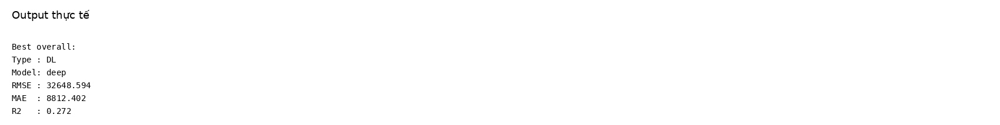 Output thực tế
Best overall:
Type : DL
Model: deep
RMSE : 32648.594
MAE  : 8812.402
R2   : 0.272